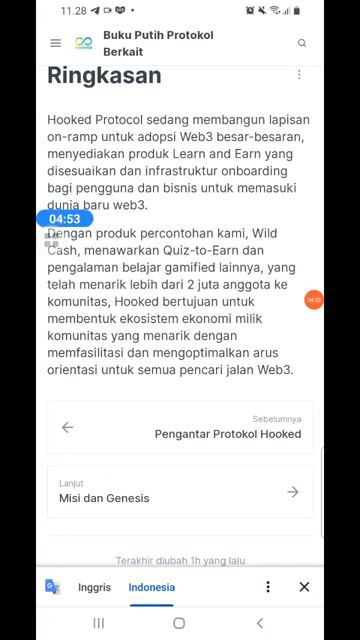 11.28
Buku Putih Protokol
Berkait
Ringkasan
Hooked Protocol sedang membangun lapisan
on-ramp untuk adopsi Web3 besar-besaran,
menyediakan produk Learn and Earn yang
disesuaikan dan infrastruktur onboarding
bagi pengguna dan bisnis untuk memasuki
dunia baru web3.
04:53
Dengan produk percontohan kami, Wild
Cash, menawarkan Quiz-to-Earn dan
pengalaman belajar gamified lainnya, yang
telah menarik lebih dari 2 juta anggota ke
komunitas, Hooked bertujuan untuk
04:53
membentuk ekosistem ekonomi milik
komunitas yang menarik dengan
memfasilitasi dan mengoptimalkan arus
orientasi untuk semua pencari jalan Web3.
Sebelumnya
Pengantar Protokol Hooked
Lanjut
Misi dan Genesis
Terakhir diubah 1h yang lalu
Inggris Indonesia